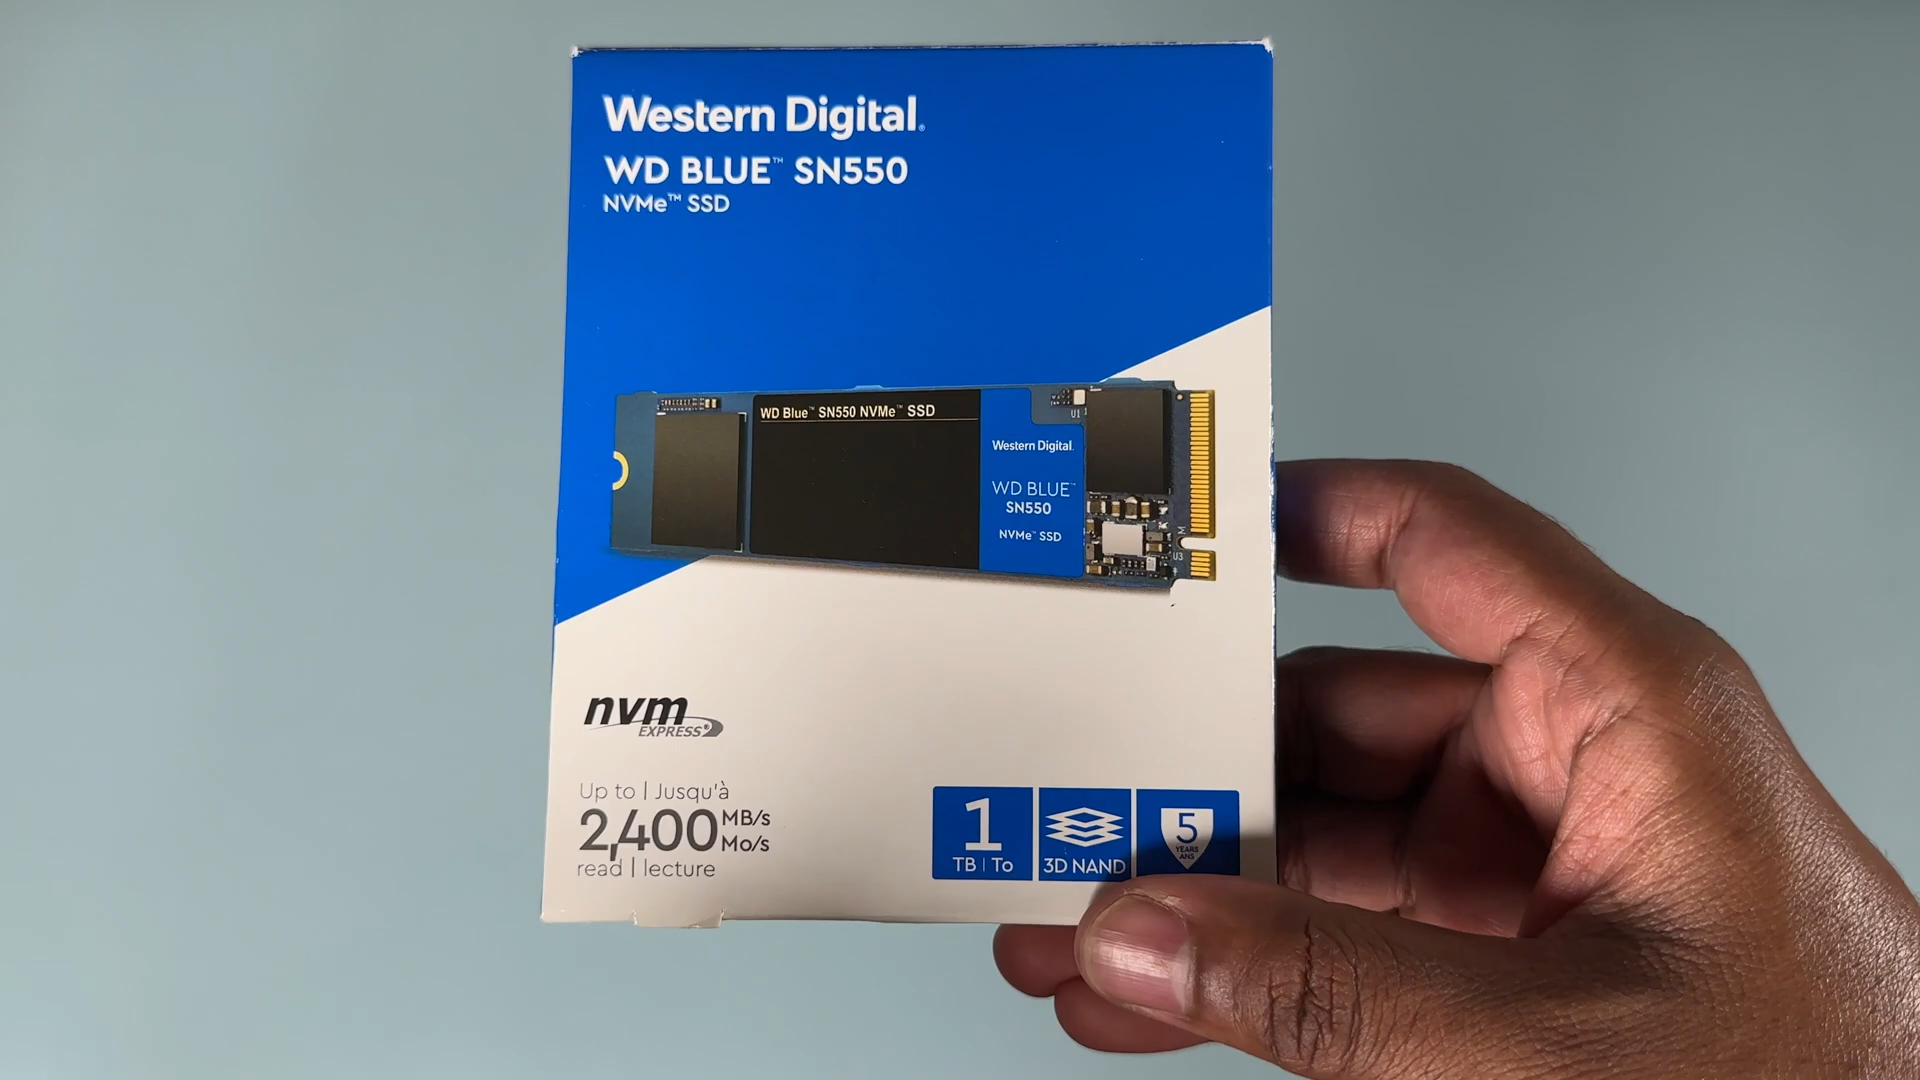 Western Digital®
WD BLUE™ SN550
NVMe™ SSD
WD Blue™ SN550 NVMe™ SSD
U1
Western Digital.
WD BLUE™
SN550
NVMe™ SSD
M
U3
nvm
EXPRESS®
Up to | Jusqu'à
2,400 MB/s
Mo/s
read | lecture
1
TB | To
3D NAND
5
YEARS
ANS